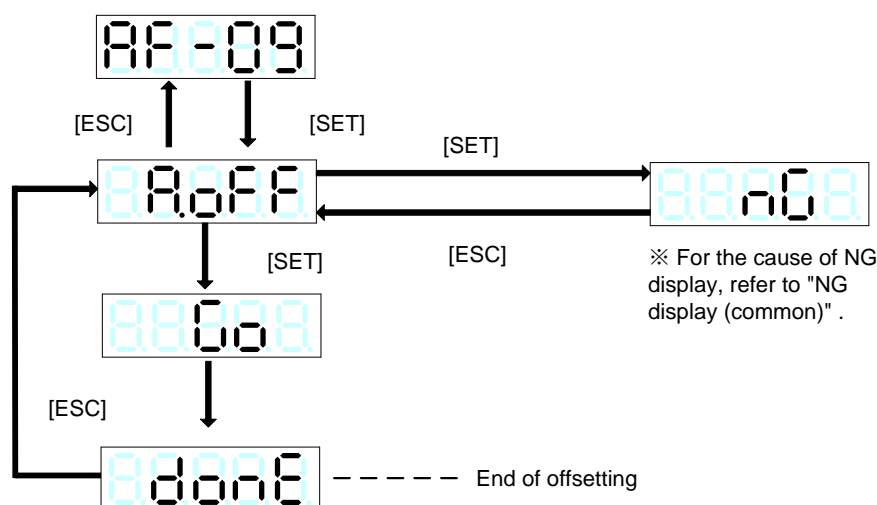 AF-09
[ESC]
[SET]
[SET]
A.oFF
nG
[SET]
[ESC]
※ For the cause of NG
display, refer to "NG
display (common)" .
Go
[ESC]
donE
End of offsetting